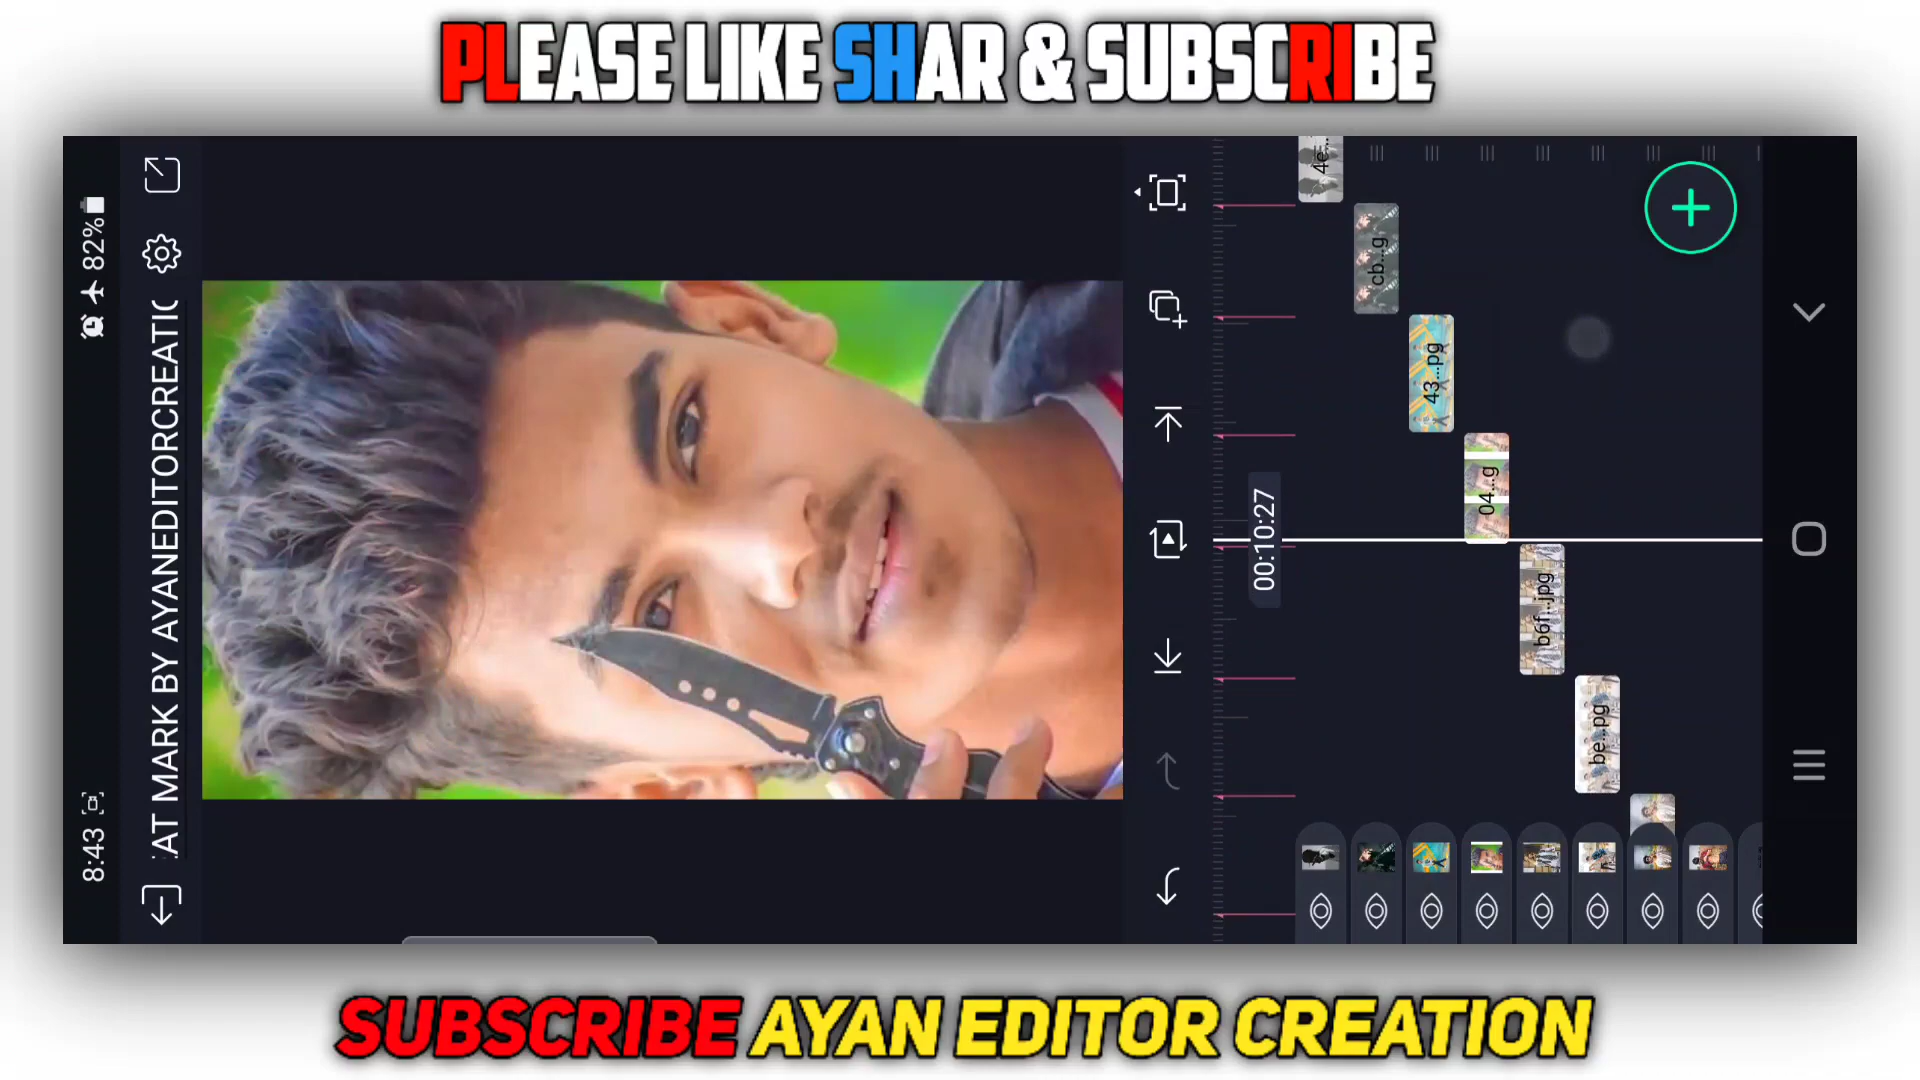 PLEASE LIKE SHAR & SUBSCRIBE
8:43
82%
AT MARK BY AYANEDITORCREATIC
00:10:27
4e...
cb...g
43...pg
04...g
b6f...jpg
be...pg
SUBSCRIBE AYAN EDITOR CREATION